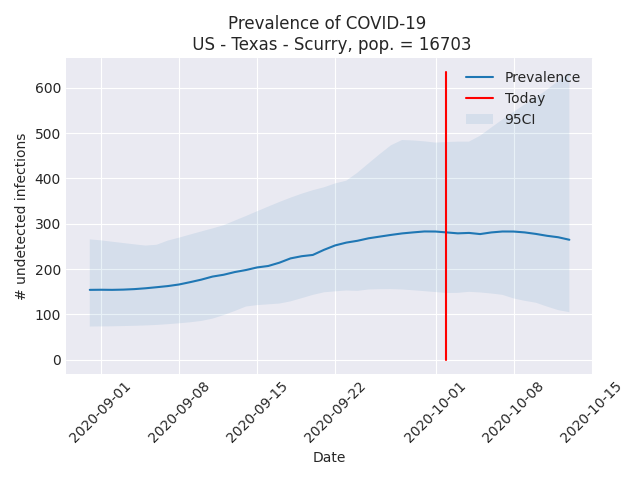 Prevalence of COVID-19
US - Texas - Scurry, pop. = 16703
Prevalence
Today
95CI
# undetected infections
600
500
400
300
200
100
0
2020-09-01
2020-09-08
2020-09-15
2020-09-22
2020-10-01
2020-10-08
2020-10-15
Date